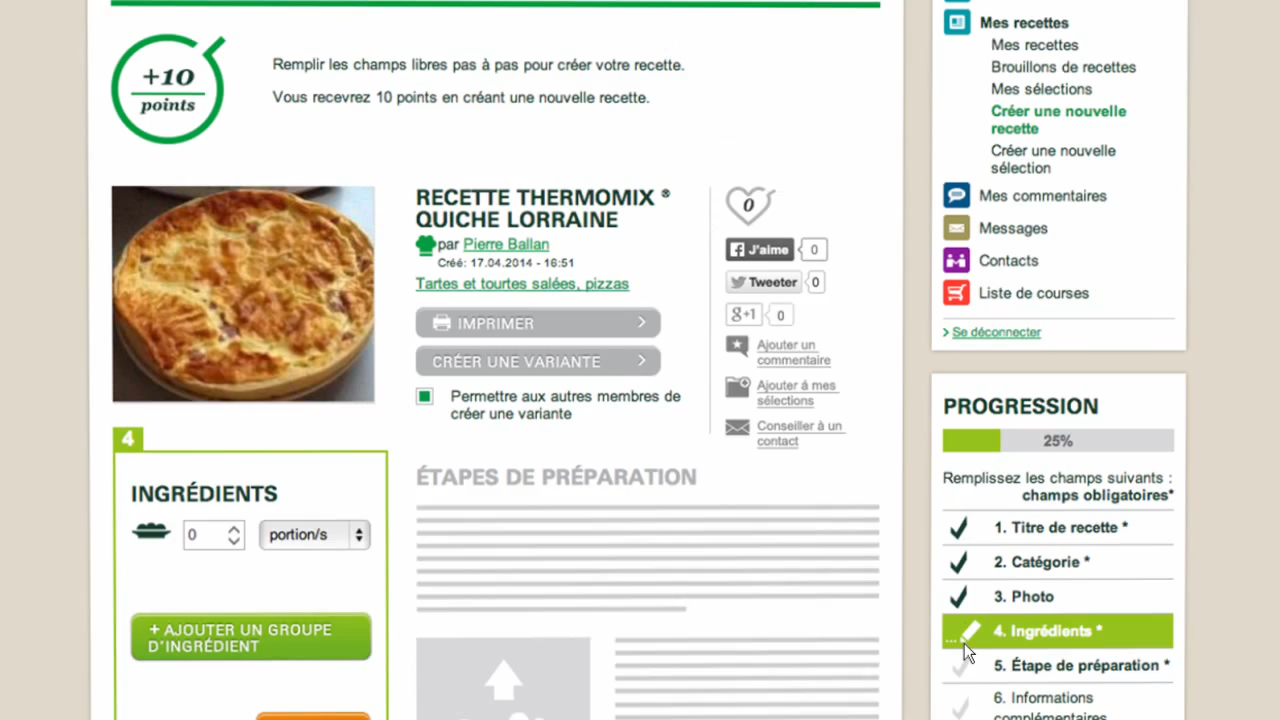 +10
points
Remplir les champs libres pas à pas pour créer votre recette.
Vous recevrez 10 points en créant une nouvelle recette.
RECETTE THERMOMIX ®
QUICHE LORRAINE
par Pierre Ballan
Créé: 17.04.2014 - 16:51
Tartes et tourtes salées, pizzas
IMPRIMER
CRÉER UNE VARIANTE
Permettre aux autres membres de
créer une variante
0
J'aime 0
Tweeter 0
g+1 0
Ajouter un
commentaire
Ajouter à mes
sélections
Conseiller à un
contact
4
INGRÉDIENTS
0 portion/s
+ AJOUTER UN GROUPE
D'INGRÉDIENT
ÉTAPES DE PRÉPARATION
Mes recettes
Mes recettes
Brouillons de recettes
Mes sélections
Créer une nouvelle
recette
Créer une nouvelle
sélection
Mes commentaires
Messages
Contacts
Liste de courses
Se déconnecter
PROGRESSION
25%
Remplissez les champs suivants :
champs obligatoires*
1. Titre de recette *
2. Catégorie *
3. Photo
4. Ingrédients *
5. Étape de préparation *
6. Informations
complémentaires